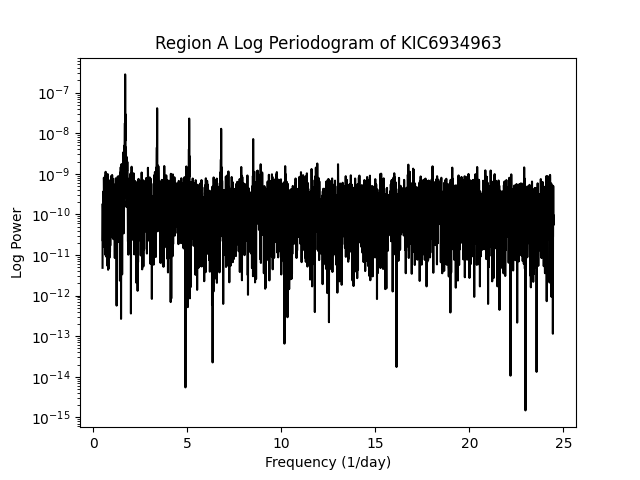 Region A Log Periodogram of KIC6934963
Log Power
10⁻⁷
10⁻⁸
10⁻⁹
10⁻¹⁰
10⁻¹¹
10⁻¹²
10⁻¹³
10⁻¹⁴
10⁻¹⁵
0 5 10 15 20 25
Frequency (1/day)